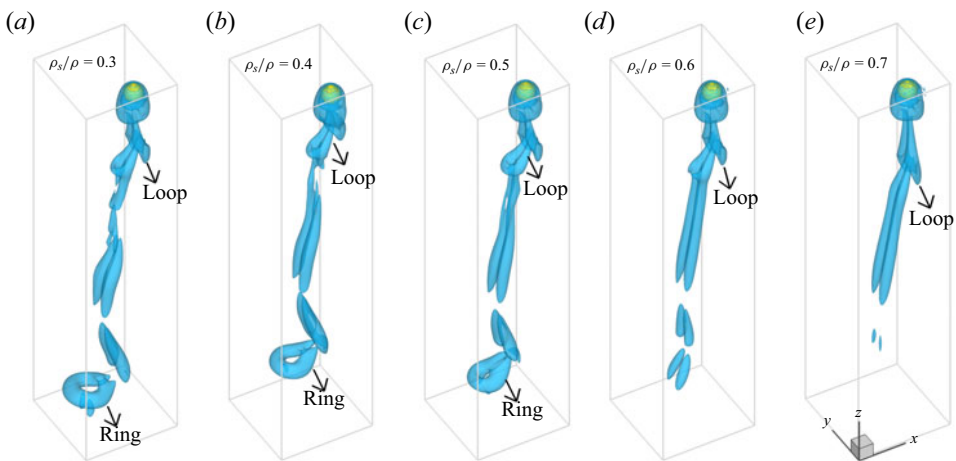 (a)
(b)
(c)
(d)
(e)
ρs/ρ = 0.3
ρs/ρ = 0.4
ρs/ρ = 0.5
ρs/ρ = 0.6
ρs/ρ = 0.7
Loop
Loop
Loop
Loop
Loop
Ring
Ring
Ring
y
z
x